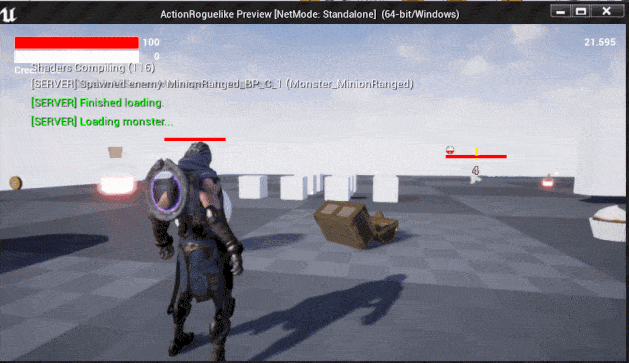 ActionRoguelike Preview [NetMode: Standalone] (64-bit/Windows)
100
21.595
0
Shaders Compiling (116)
[SERVER] Spawned enemy: MinionRanged_BP_C_1 (Monster_MinionRanged)
[SERVER] Finished loading.
[SERVER] Loading monster...
4